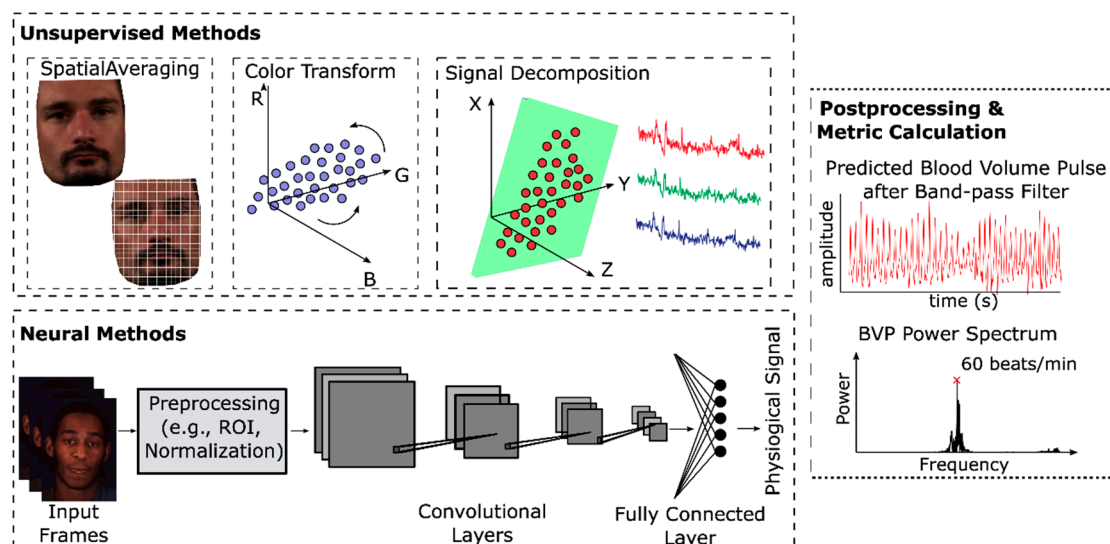 Unsupervised Methods
SpatialAveraging
Color Transform
R
G
B
Signal Decomposition
X
Y
Z
Neural Methods
Preprocessing
(e.g., ROI,
Normalization)
Input
Frames
Convolutional
Layers
Fully Connected
Layer
Physiological Signal
Postprocessing &
Metric Calculation
Predicted Blood Volume Pulse
after Band-pass Filter
amplitude
time (s)
BVP Power Spectrum
60 beats/min
Power
Frequency